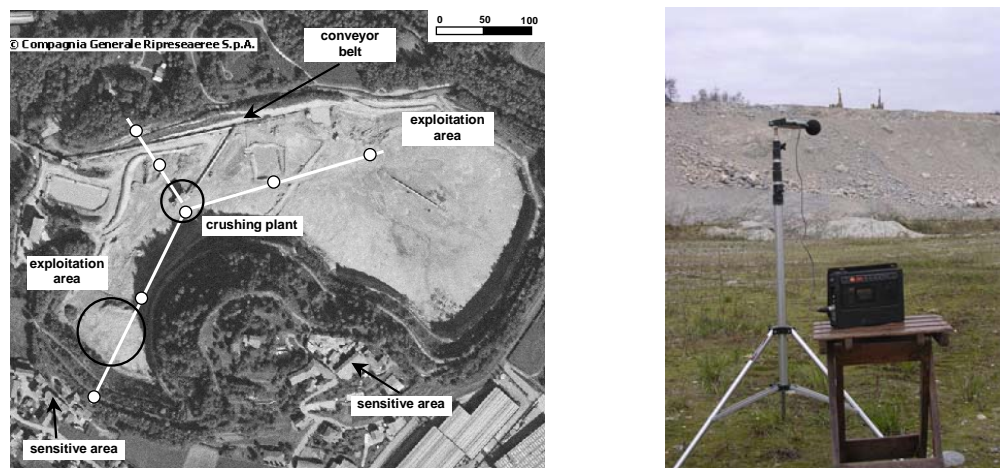 © Compagnia Generale Ripreseaeree S.p.A.
0 50 100
conveyor
belt
exploitation
area
crushing plant
exploitation
area
sensitive area
sensitive area